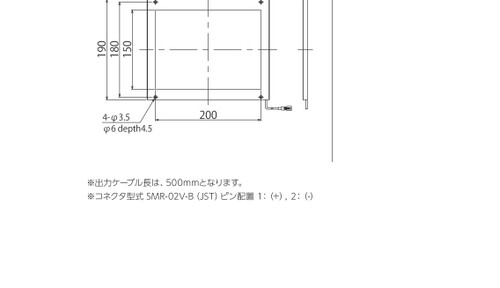 190
180
150
200
4-φ3.5
φ6 depth4.5
※出力ケーブル長は、500mmとなります。
※コネクタ型式 SMR-02V-B (JST) ピン配置 1： (+) , 2： (-)